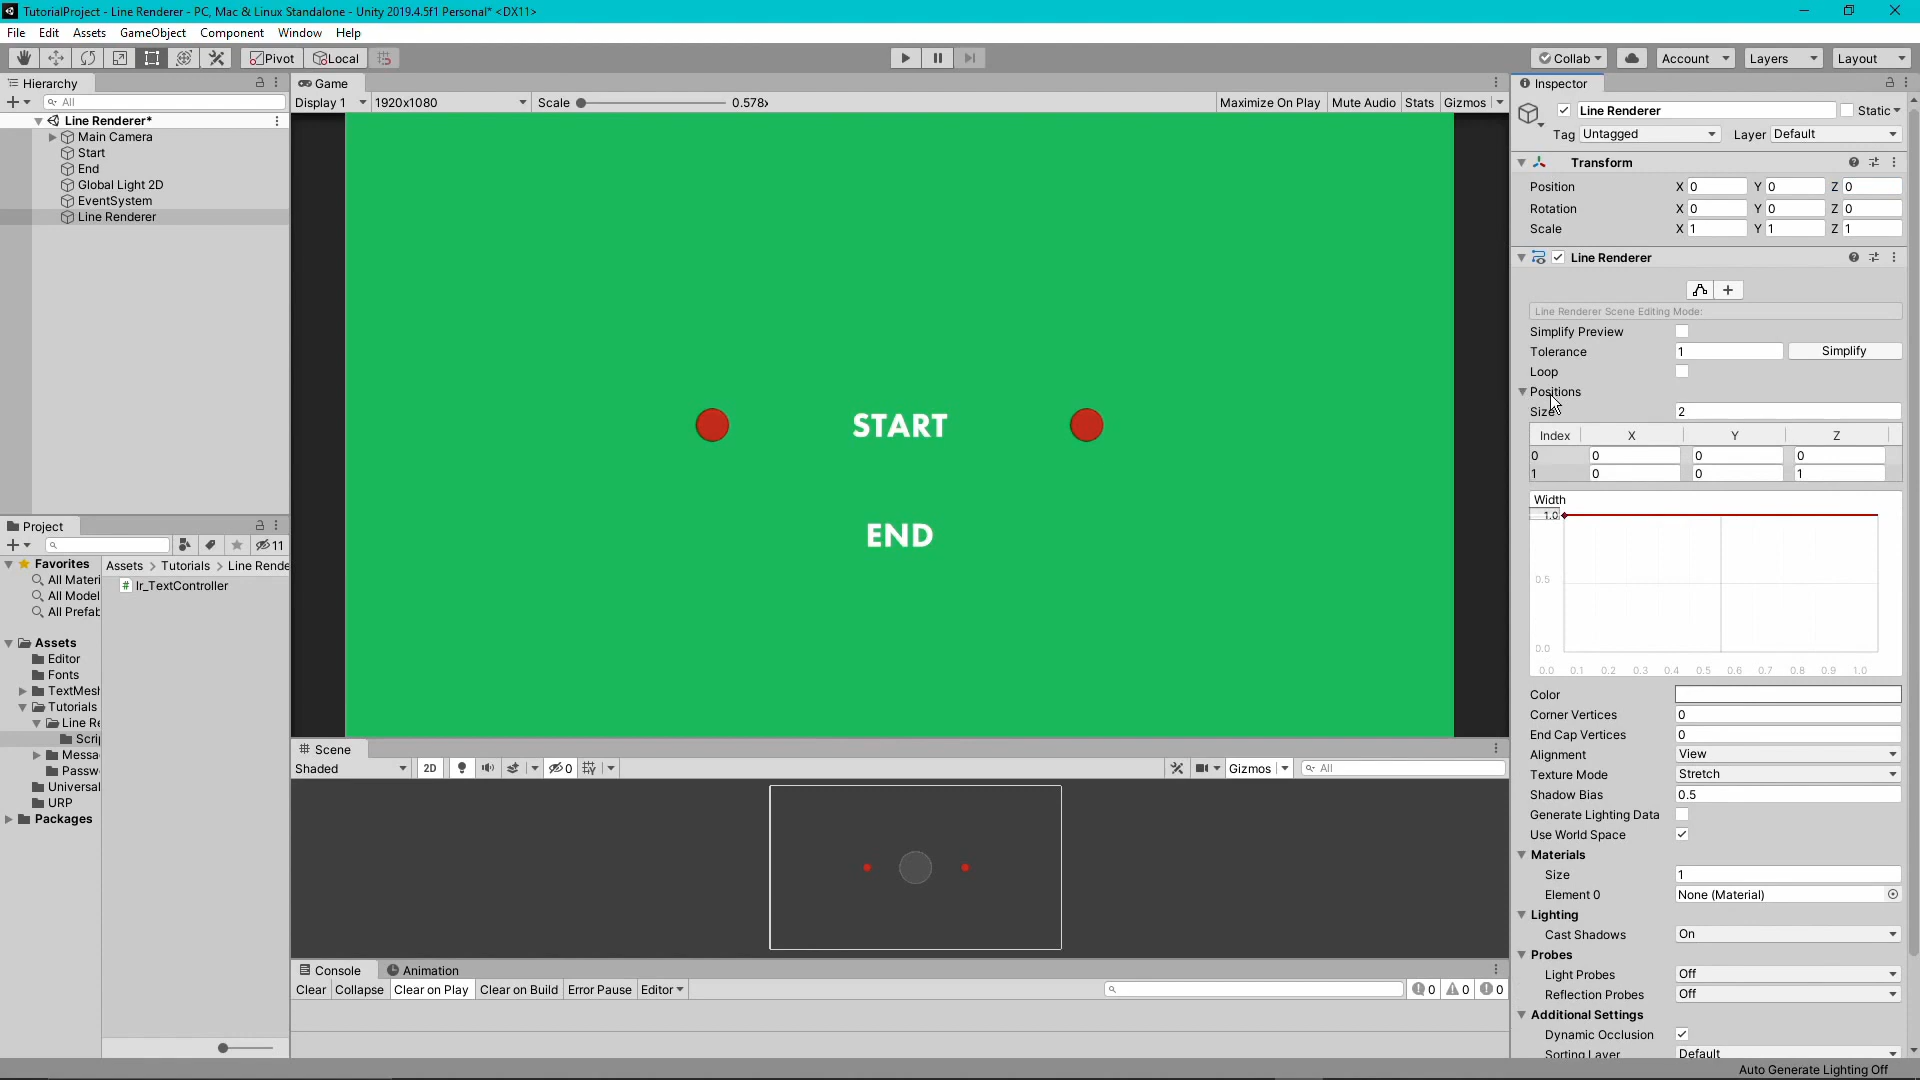 TutorialProject - Line Renderer - PC, Mac & Linux Standalone - Unity 2019.4.5f1 Personal* <DX11>
File Edit Assets GameObject Component Window Help
Pivot Local Collab Account Layers Layout
Hierarchy
All
Line Renderer*
Main Camera
Start
End
Global Light 2D
EventSystem
Line Renderer
Game
Display 1 1920x1080 Scale 0.578x Maximize On Play Mute Audio Stats Gizmos
START
END
Project
11
Favorites
All Materi
All Model
All Prefab
Assets
Editor
Fonts
TextMesh
Tutorials
Line Re
Scrip
Messa
Passw
Universal
URP
Packages
Assets > Tutorials > Line Rende
lr_TextController
Scene
Shaded 2D 0 Gizmos All
Console Animation
Clear Collapse Clear on Play Clear on Build Error Pause Editor 0 0 0
Inspector
Line Renderer Static
Tag Untagged Layer Default
Transform
Position X 0 Y 0 Z 0
Rotation X 0 Y 0 Z 0
Scale X 1 Y 1 Z 1
Line Renderer
Line Renderer Scene Editing Mode:
Simplify Preview
Tolerance 1 Simplify
Loop
Positions
Size 2
Index X Y Z
0 0 0 0
1 0 0 1
Width
1.0
0.5
0.0
0.0 0.1 0.2 0.3 0.4 0.5 0.6 0.7 0.8 0.9 1.0
Color
Corner Vertices 0
End Cap Vertices 0
Alignment View
Texture Mode Stretch
Shadow Bias 0.5
Generate Lighting Data
Use World Space
Materials
Size 1
Element 0 None (Material)
Lighting
Cast Shadows On
Probes
Light Probes Off
Reflection Probes Off
Additional Settings
Dynamic Occlusion
Sorting Layer Default
Auto Generate Lighting Off